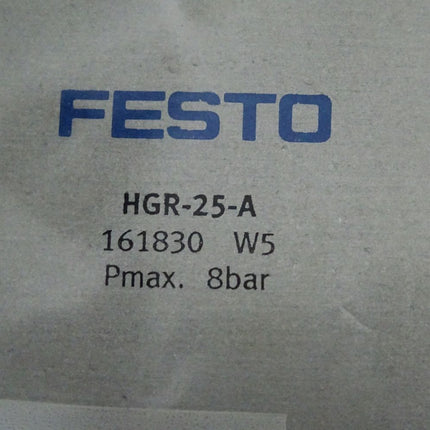 FESTO
HGR-25-A
161830 W5
Pmax. 8bar